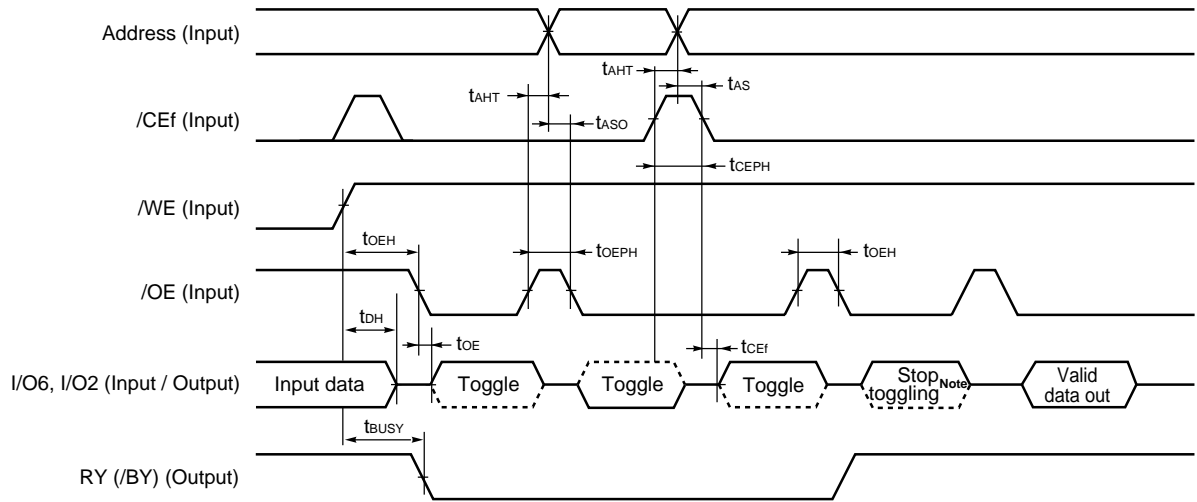 Address (Input)
tAHT
tAS
tAHT
/CEf (Input)
tASO
tCEPH
/WE (Input)
tOEH
tOEPH
tOEH
/OE (Input)
tDH
tOE
tCEf
I/O6, I/O2 (Input / Output)
Input data
Toggle
Toggle
Toggle
Stop
toggling Note
Valid
data out
tBUSY
RY (/BY) (Output)